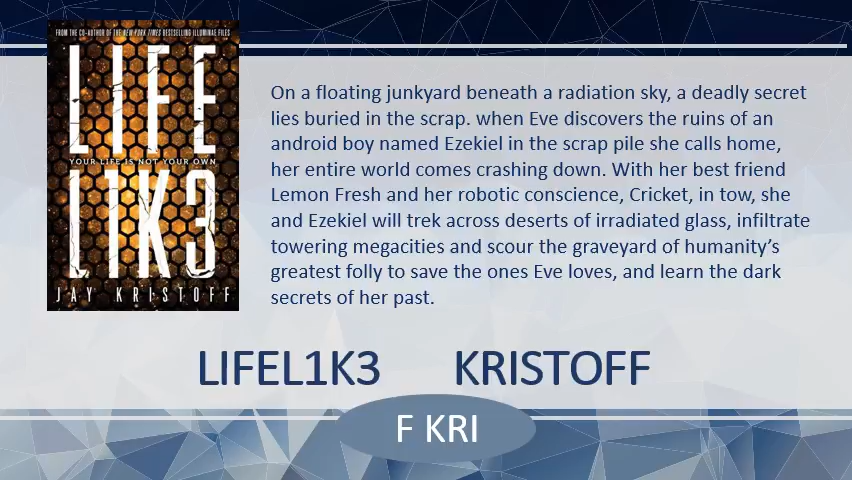 FROM THE CO-AUTHOR OF THE NEW YORK TIMES BESTSELLING ILLUMINAE FILES
LIFE
YOUR LIFE IS NOT YOUR OWN
L1K3
JAY KRISTOFF
On a floating junkyard beneath a radiation sky, a deadly secret
lies buried in the scrap. when Eve discovers the ruins of an
android boy named Ezekiel in the scrap pile she calls home,
her entire world comes crashing down. With her best friend
Lemon Fresh and her robotic conscience, Cricket, in tow, she
and Ezekiel will trek across deserts of irradiated glass, infiltrate
towering megacities and scour the graveyard of humanity’s
greatest folly to save the ones Eve loves, and learn the dark
secrets of her past.
LIFEL1K3 KRISTOFF
F KRI